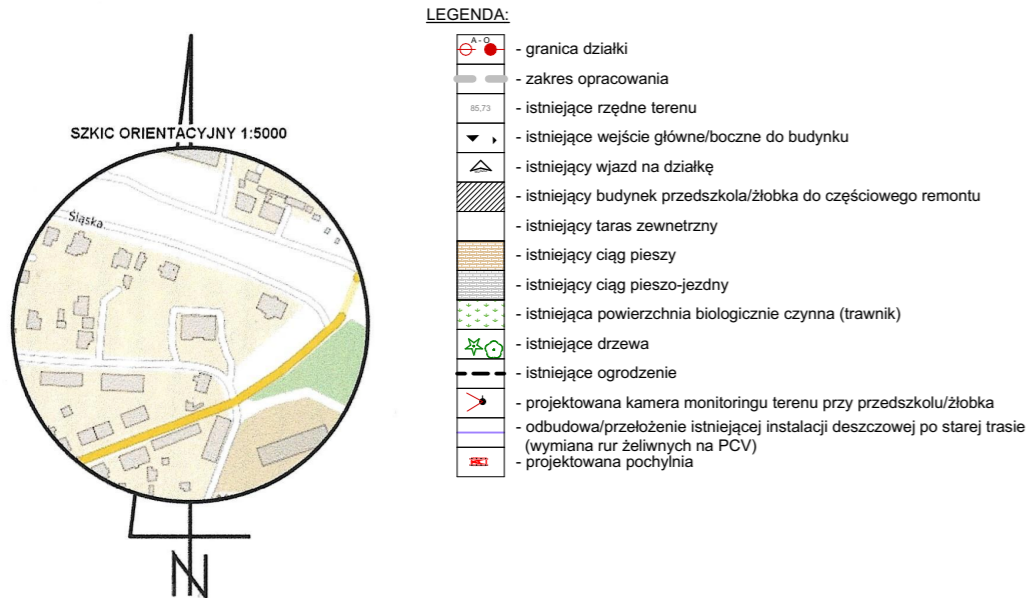 LEGENDA:
A - O
- granica działki
- zakres opracowania
85,73
- istniejące rzędne terenu
- istniejące wejście główne/boczne do budynku
- istniejący wjazd na działkę
- istniejący budynek przedszkola/żłobka do częściowego remontu
- istniejący taras zewnetrzny
- istniejący ciąg pieszy
- istniejący ciąg pieszo-jezdny
- istniejąca powierzchnia biologicznie czynna (trawnik)
- istniejące drzewa
- istniejące ogrodzenie
- projektowana kamera monitoringu terenu przy przedszkolu/żłobka
- odbudowa/przełożenie istniejącej instalacji deszczowej po starej trasie
(wymiana rur żeliwnych na PCV)
- projektowana pochylnia
SZKIC ORIENTACYJNY 1:5000
Śląska
N